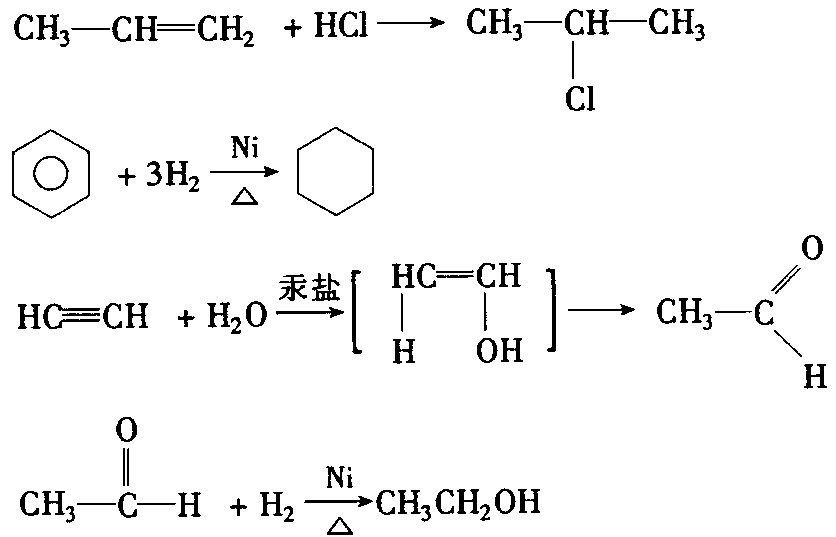 CH₃—CH=CH₂ + HCl → CH₃—CH—CH₃
Cl
+ 3H₂ Ni △
HC≡CH + H₂O 汞盐 [HC=CH] → CH₃—C
O
H OH
H
O
CH₃—C—H + H₂ Ni △ CH₃CH₂OH